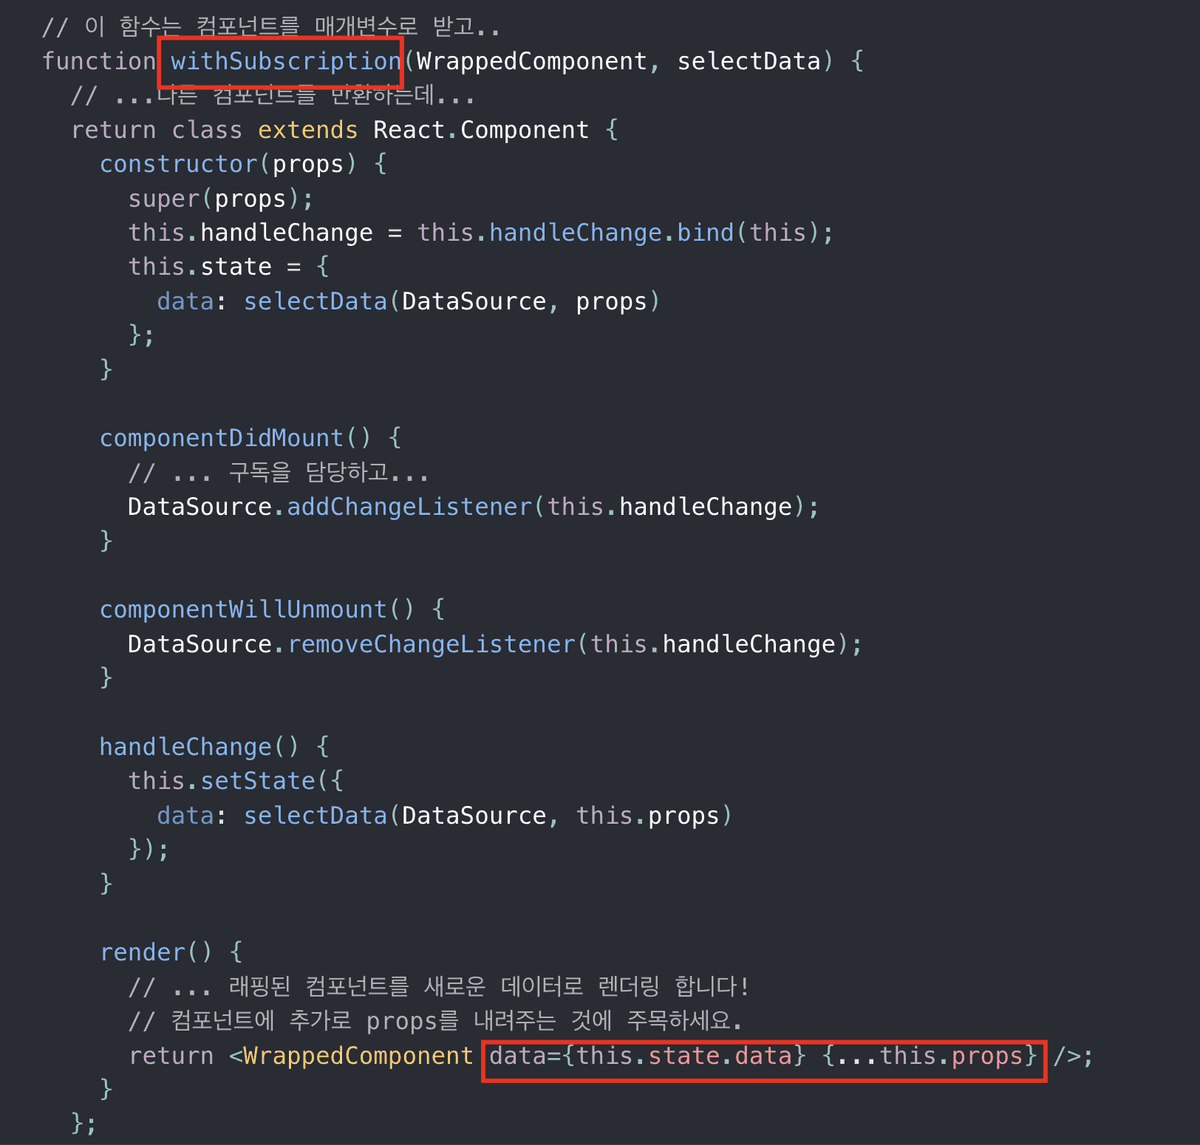 // 이 함수는 컴포넌트를 매개변수로 받고..
function withSubscription(WrappedComponent, selectData) {
// ...다른 컴포넌트를 반환하는데...
return class extends React.Component {
constructor(props) {
super(props);
this.handleChange = this.handleChange.bind(this);
this.state = {
data: selectData(DataSource, props)
};
}
componentDidMount() {
// ... 구독을 담당하고...
DataSource.addChangeListener(this.handleChange);
}
componentWillUnmount() {
DataSource.removeChangeListener(this.handleChange);
}
handleChange() {
this.setState({
data: selectData(DataSource, this.props)
});
}
render() {
// ... 래핑된 컴포넌트를 새로운 데이터로 렌더링 합니다!
// 컴포넌트에 추가로 props를 내려주는 것에 주목하세요.
return <WrappedComponent data={this.state.data} {...this.props} />;
}
};